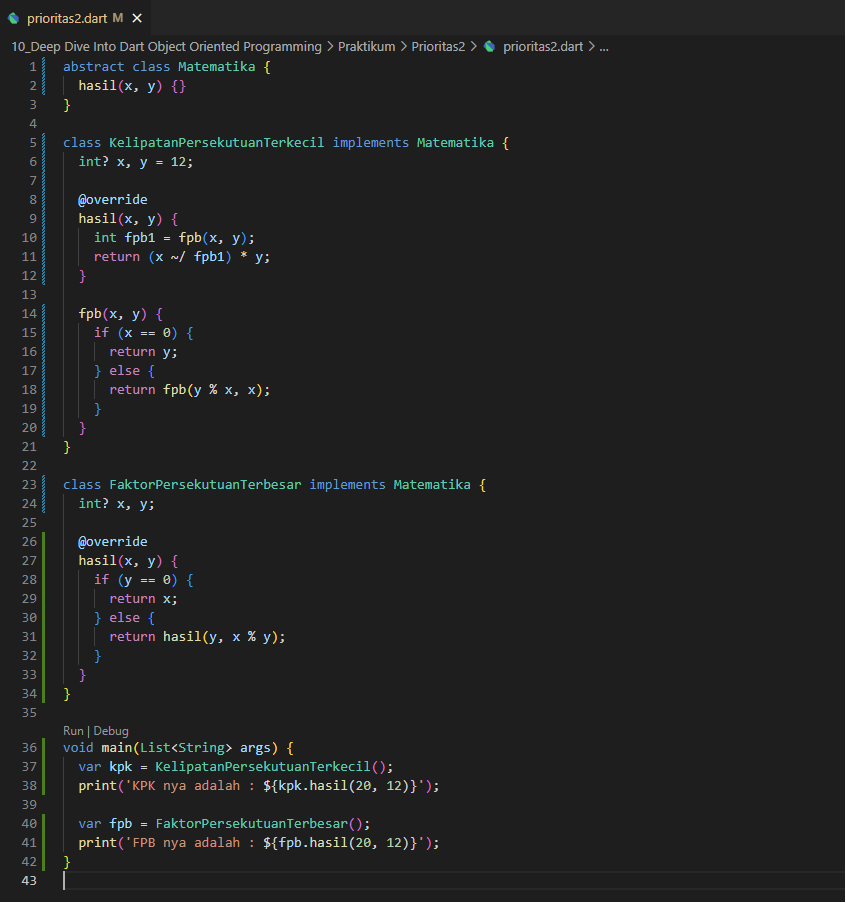 prioritas2.dart M ✕
10_Deep Dive Into Dart Object Oriented Programming > Praktikum > Prioritas2 > prioritas2.dart > ...
1 abstract class Matematika {
2   hasil(x, y) {}
3 }
4
5 class KelipatanPersekutuanTerkecil implements Matematika {
6   int? x, y = 12;
7
8   @override
9   hasil(x, y) {
10     int fpb1 = fpb(x, y);
11     return (x ~/ fpb1) * y;
12   }
13
14   fpb(x, y) {
15     if (x == 0) {
16       return y;
17     } else {
18       return fpb(y % x, x);
19     }
20   }
21 }
22
23 class FaktorPersekutuanTerbesar implements Matematika {
24   int? x, y;
25
26   @override
27   hasil(x, y) {
28     if (y == 0) {
29       return x;
30     } else {
31       return hasil(y, x % y);
32     }
33   }
34 }
35
Run | Debug
36 void main(List<String> args) {
37   var kpk = KelipatanPersekutuanTerkecil();
38   print('KPK nya adalah : ${kpk.hasil(20, 12)}');
39
40   var fpb = FaktorPersekutuanTerbesar();
41   print('FPB nya adalah : ${fpb.hasil(20, 12)}');
42 }
43